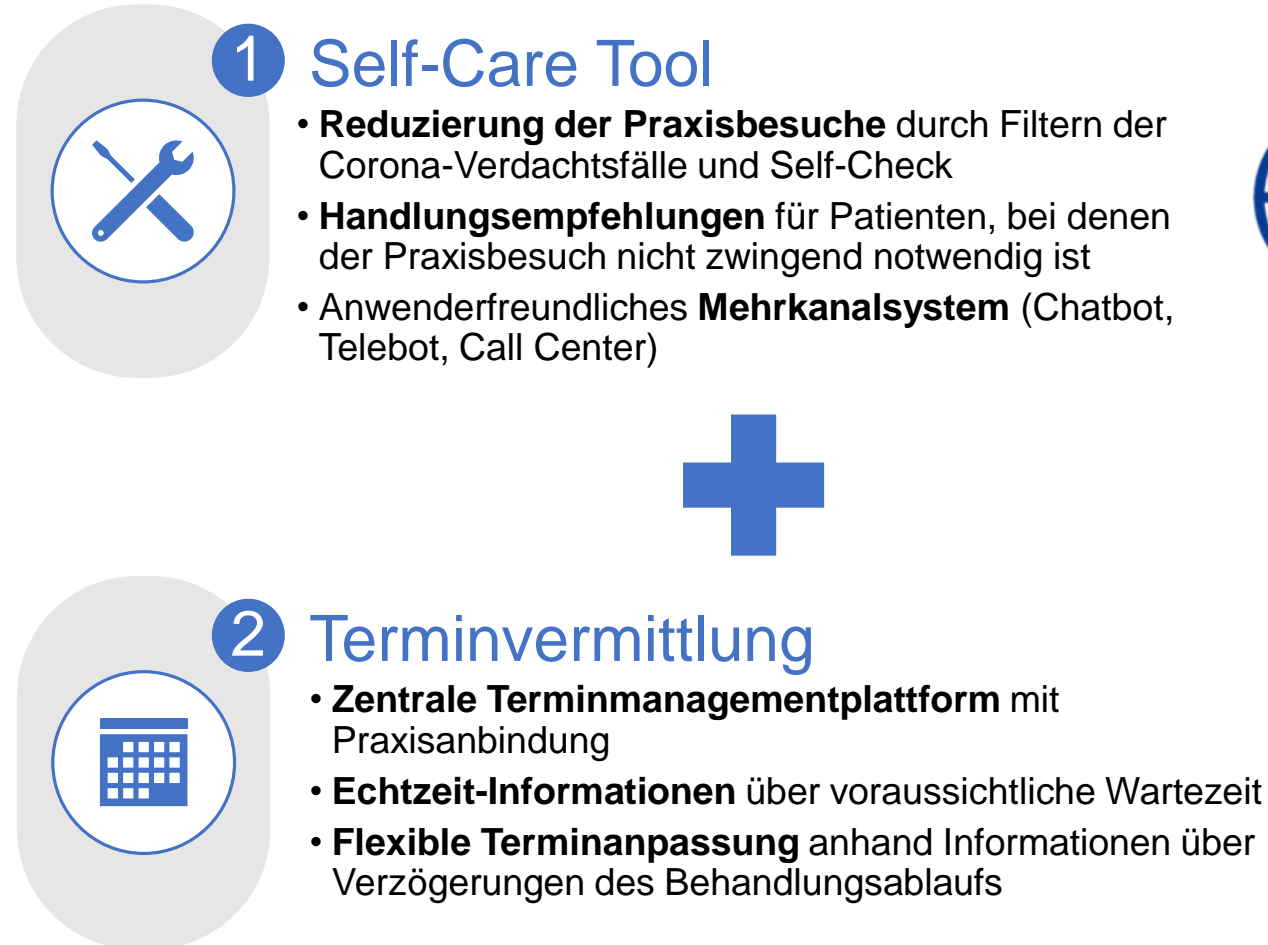 1 Self-Care Tool
• Reduzierung der Praxisbesuche durch Filtern der
Corona-Verdachtsfälle und Self-Check
• Handlungsempfehlungen für Patienten, bei denen
der Praxisbesuch nicht zwingend notwendig ist
• Anwenderfreundliches Mehrkanalsystem (Chatbot,
Telebot, Call Center)
2 Terminvermittlung
• Zentrale Terminmanagementplattform mit
Praxisanbindung
• Echtzeit-Informationen über voraussichtliche Wartezeit
• Flexible Terminanpassung anhand Informationen über
Verzögerungen des Behandlungsablaufs